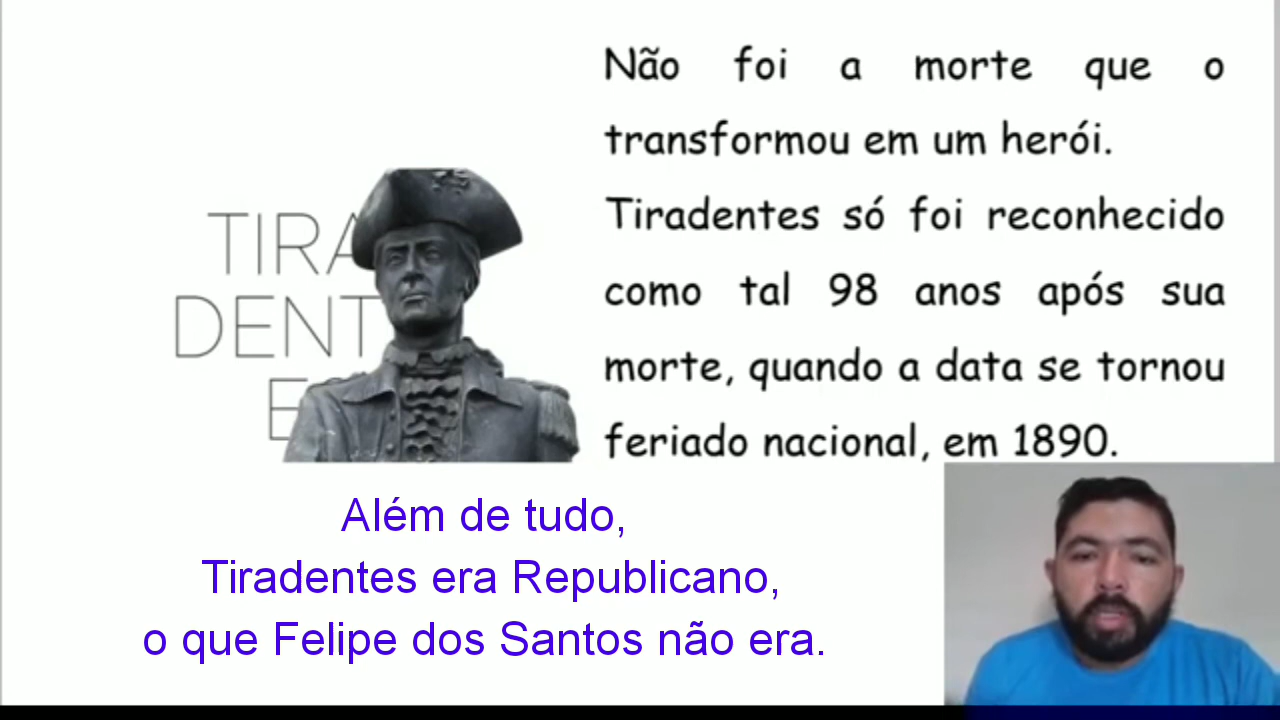 TIRA
DENT
E
Não foi a morte que o
transformou em um herói.
Tiradentes só foi reconhecido
como tal 98 anos após sua
morte, quando a data se tornou
feriado nacional, em 1890.
Além de tudo,
Tiradentes era Republicano,
o que Felipe dos Santos não era.